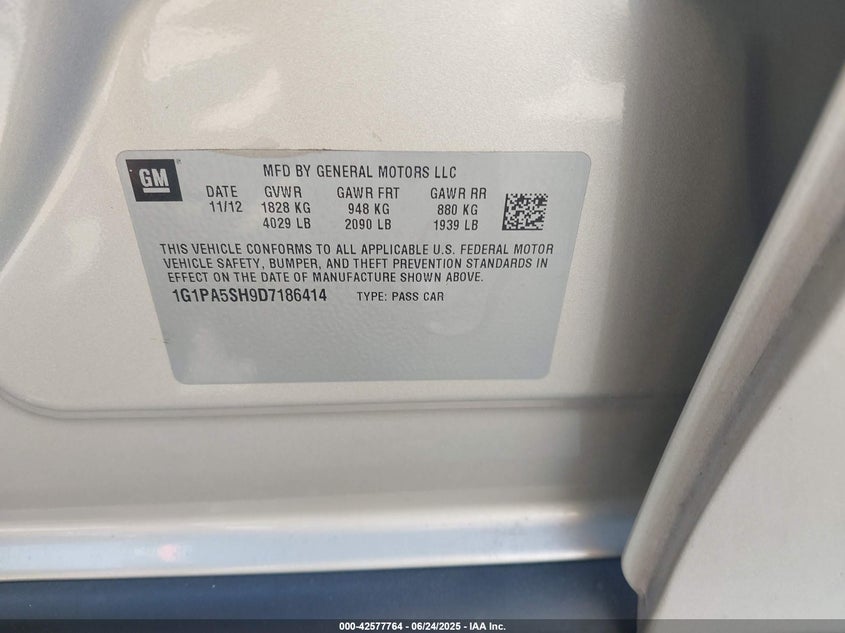 GM
MFD BY GENERAL MOTORS LLC
DATE GVWR GAWR FRT GAWR RR
11/12 1828 KG 948 KG 880 KG
4029 LB 2090 LB 1939 LB
THIS VEHICLE CONFORMS TO ALL APPLICABLE U.S. FEDERAL MOTOR
VEHICLE SAFETY, BUMPER, AND THEFT PREVENTION STANDARDS IN
EFFECT ON THE DATE OF MANUFACTURE SHOWN ABOVE.
1G1PA5SH9D7186414 TYPE: PASS CAR
000-42577764 - 06/24/2025 - IAA Inc.